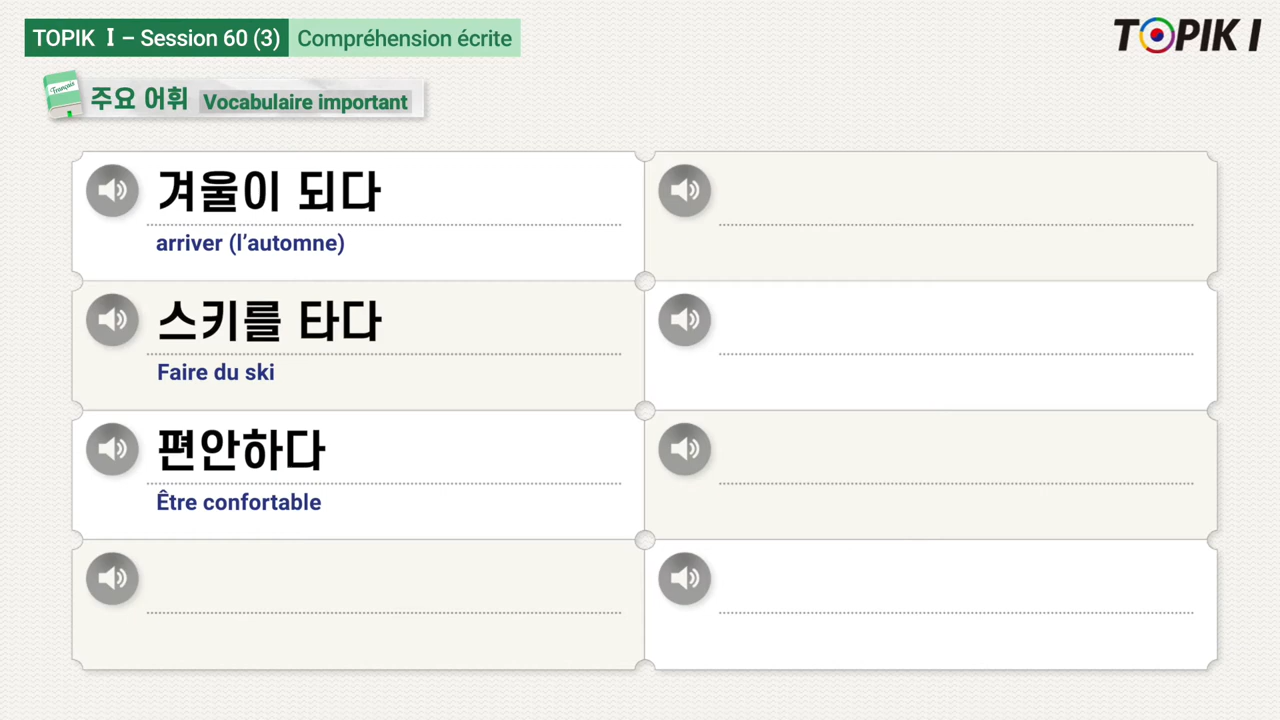 TOPIK Ⅰ – Session 60 (3) Compréhension écrite
TOPIK I
Français
주요 어휘 Vocabulaire important
겨울이 되다
arriver (l’automne)
스키를 타다
Faire du ski
편안하다
Être confortable